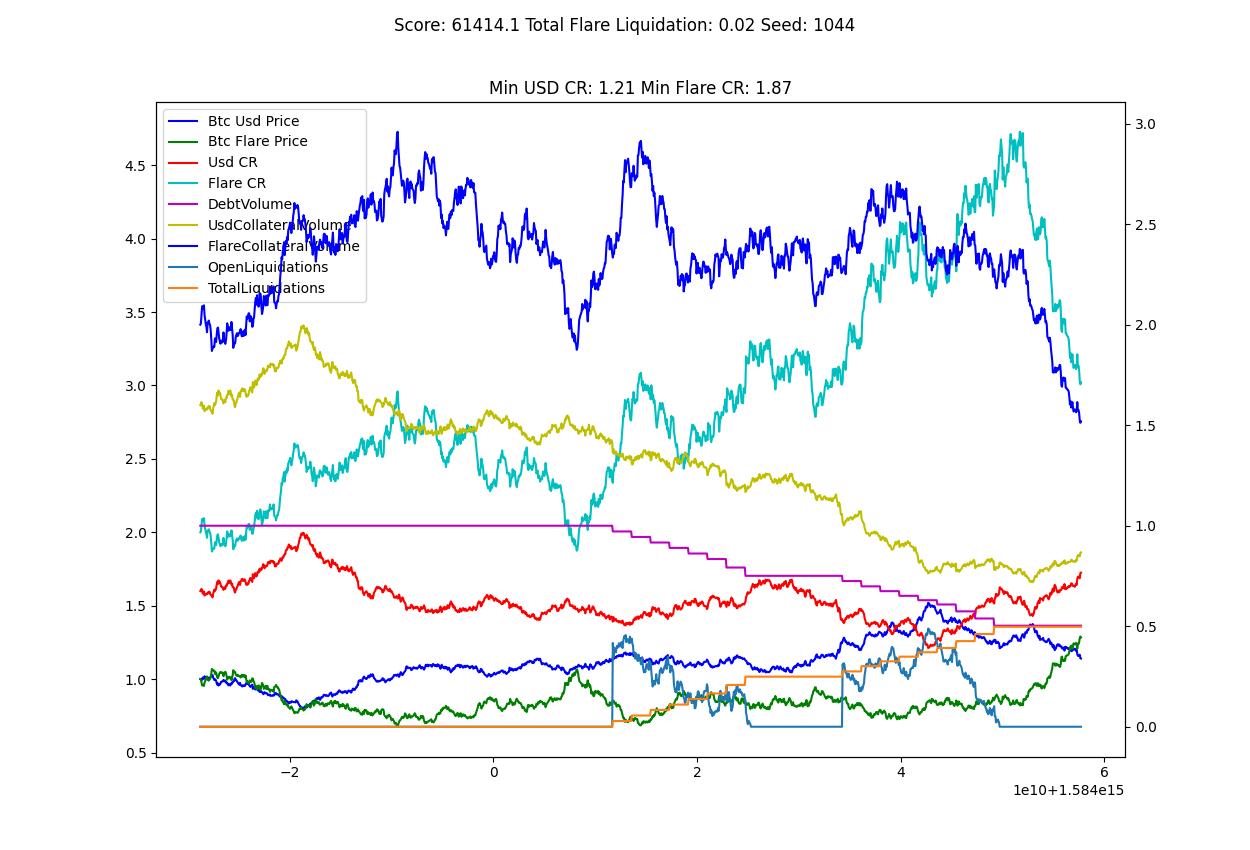 Score: 61414.1 Total Flare Liquidation: 0.02 Seed: 1044
Min USD CR: 1.21 Min Flare CR: 1.87
Btc Usd Price
Btc Flare Price
Usd CR
Flare CR
DebtVolume
UsdCollateralVolume
FlareCollateralVolume
OpenLiquidations
TotalLiquidations
4.5
4.0
3.5
3.0
2.5
2.0
1.5
1.0
0.5
3.0
2.5
2.0
1.5
1.0
0.5
0.0
−2 0 2 4 6
1e10+1.584e15